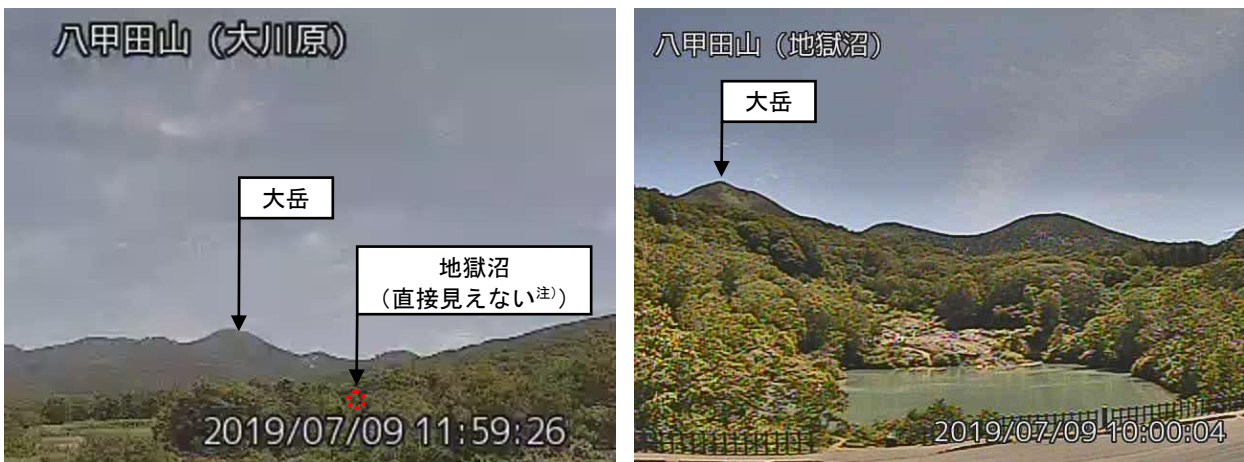 八甲田山（大川原）
大岳
地獄沼
（直接見えない注））
2019/07/09 11:59:26
八甲田山（地獄沼）
大岳
2019/07/09 10:00:04